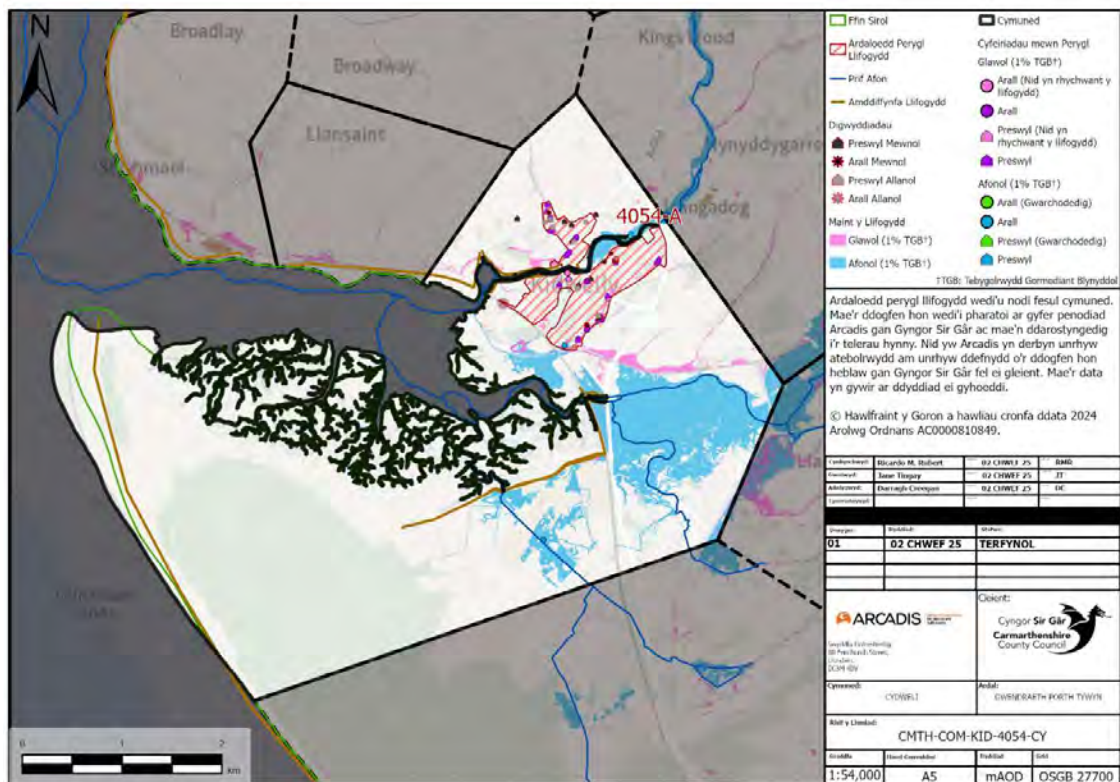 N
Broadlay
Broadway
Kings Wood
Llansaint
4054-A
0 1 2
km
Ffin Sirol
Ardaloedd Perygl
Llifogydd
Prif Afon
Amddiffynfa Llifogydd
Digwyddiadau
Preswyl Mewnol
Arall Mewnol
Preswyl Allanol
Arall Allanol
Maint y Llifogydd
Glawol (1% TGB†)
Afonol (1% TGB†)
Cymuned
Cyfeiriadau mewn Perygl
Glawol (1% TGB†)
Arall (Nid yn rhychwant y
llifogydd)
Arall
Preswyl (Nid yn
rhychwant y llifogydd)
Preswyl
Afonol (1% TGB†)
Arall (Gwarchodedig)
Arall
Preswyl (Gwarchodedig)
Preswyl
†TGB: Tebygolrwydd Gormodiant Blynyddol
Ardaloedd perygl llifogydd wedi'u nodi fesul cymuned.
Mae'r ddogfen hon wedi'i pharatoi ar gyfer penodiad
Arcadis gan Gyngor Sir Gâr ac mae'n ddarostyngedig
i'r telerau hynny. Nid yw Arcadis yn derbyn unrhyw
atebolrwydd am unrhyw ddefnydd o'r ddogfen hon
heblaw gan Gyngor Sir Gâr fel ei gleient. Mae'r data
yn gywir ar ddyddiad ei gyhoeddi.
© Hawlfraint y Goron a hawliau cronfa ddata 2024
Arolwg Ordnans AC0000810849.
Ricardo M. Robert 02 CHWEF 25 RMR
02 CHWEF 25 JT
Darragh Creegan 02 CHWEF 25 DC
01 02 CHWEF 25 TERFYNOL
ARCADIS
Cleient:
Cyngor Sir Gâr
Carmarthenshire
County Council
Cymuned:
CYDWELI
Ardal:
GWENDRAETH PORTH TYWYN
CMTH-COM-KID-4054-CY
1:54,000 A5 mAOD OSGB 27700